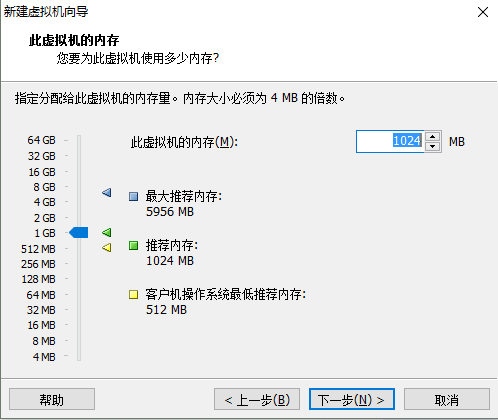 新建虚拟机向导
此虚拟机的内存
您要为此虚拟机使用多少内存?
指定分配给此虚拟机的内存量。内存大小必须为 4 MB 的倍数。
此虚拟机的内存(M): 1024 MB
64 GB
32 GB
16 GB
8 GB
4 GB
2 GB
1 GB
512 MB
256 MB
128 MB
64 MB
32 MB
16 MB
8 MB
4 MB
最大推荐内存:
5956 MB
推荐内存:
1024 MB
客户机操作系统最低推荐内存:
512 MB
帮助 < 上一步(B) 下一步(N) > 取消